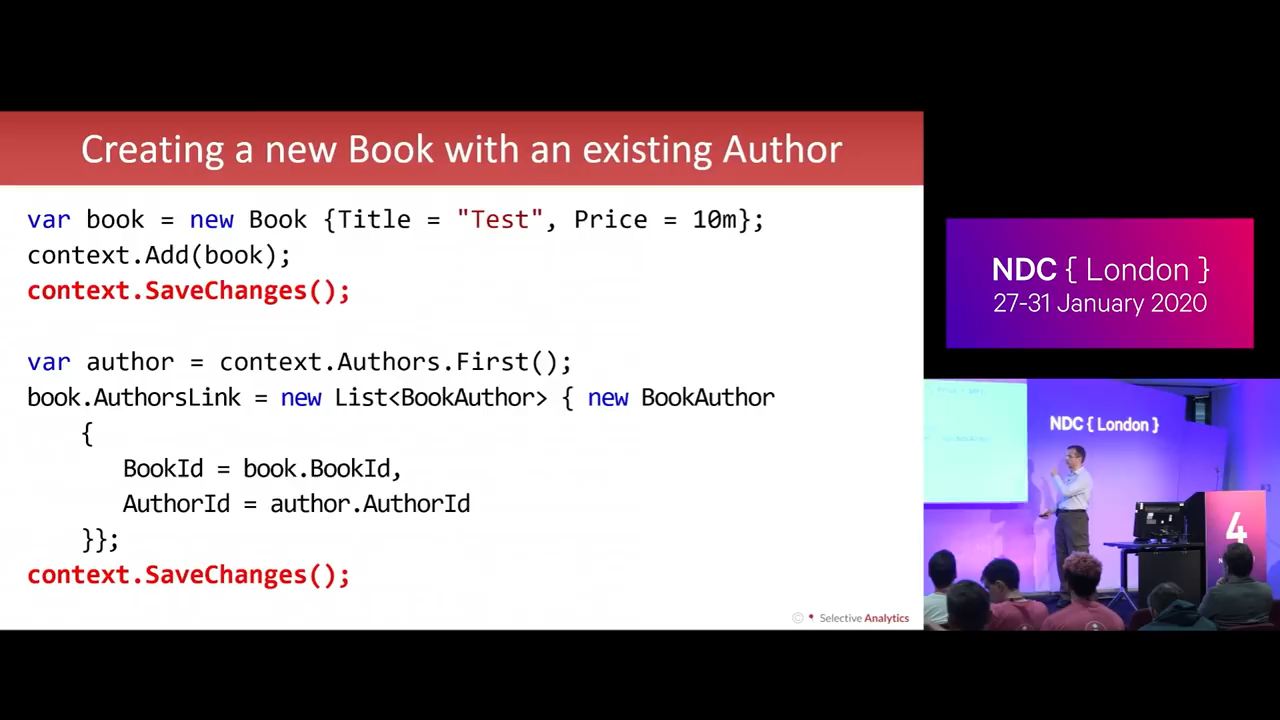 Creating a new Book with an existing Author
var book = new Book {Title = "Test", Price = 10m};
context.Add(book);
context.SaveChanges();
var author = context.Authors.First();
book.AuthorsLink = new List<BookAuthor> { new BookAuthor
{
BookId = book.BookId,
AuthorId = author.AuthorId
}};
context.SaveChanges();
© Selective Analytics
NDC { London }
27-31 January 2020
NDC { London }
4